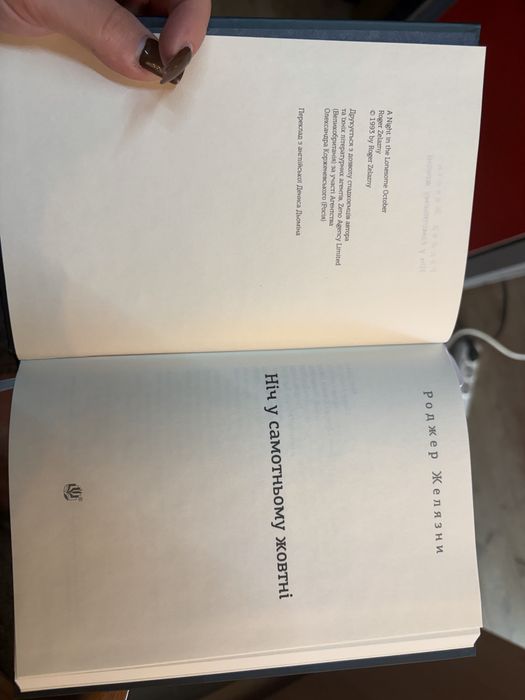 A Night in the Lonesome October
Roger Zelazny
© 1993 by Roger Zelazny
Друкується з дозволу спадкоємців автора
та їхніх літературних агентів, Zeno Agency Limited
(Великобританія) за участі Агентства
Олександра Корженевського (Росія)
Переклад з англійської Дениса Дьоміна
Роджер Желязни
Ніч у самотньому жовтні